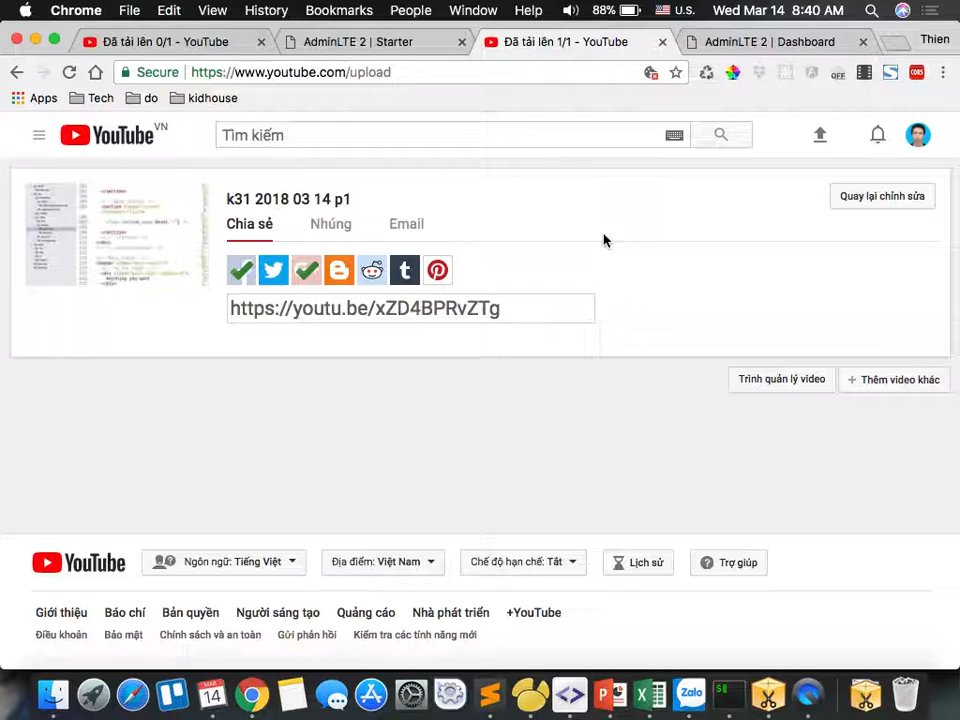 Chrome File Edit View History Bookmarks People Window Help 88% U.S. Wed Mar 14 8:40 AM
Đã tải lên 0/1 - YouTube AdminLTE 2 | Starter Đã tải lên 1/1 - YouTube AdminLTE 2 | Dashboard Thien
Secure https://www.youtube.com/upload OFF CORS
Apps Tech do kidhouse
YouTube VN Tìm kiếm
k31 2018 03 14 p1 Quay lại chỉnh sửa
Chia sẻ Nhúng Email
https://youtu.be/xZD4BPRvZTg
Trình quản lý video + Thêm video khác
YouTube Ngôn ngữ: Tiếng Việt Địa điểm: Việt Nam Chế độ hạn chế: Tắt Lịch sử Trợ giúp
Giới thiệu Báo chí Bản quyền Người sáng tạo Quảng cáo Nhà phát triển +YouTube
Điều khoản Bảo mật Chính sách và an toàn Gửi phản hồi Kiểm tra các tính năng mới
MAR 14 Zalo